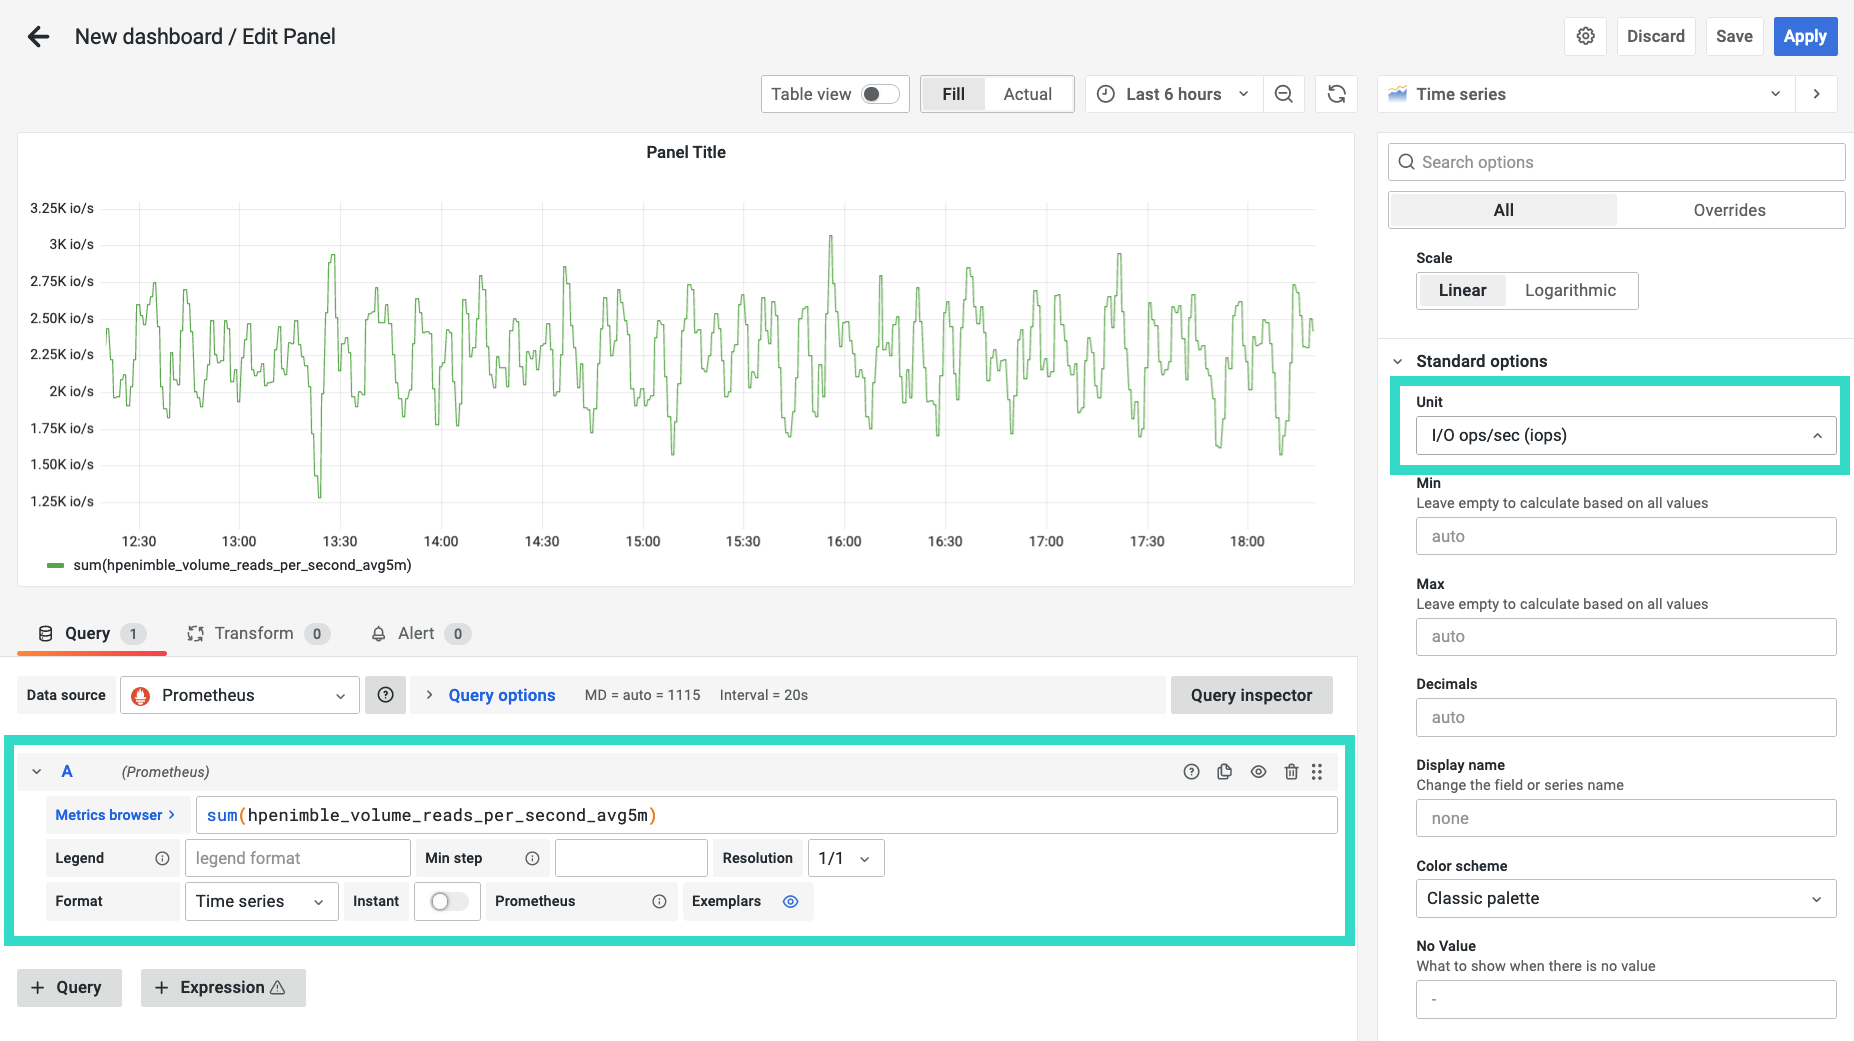 New dashboard / Edit Panel
Discard
Save
Apply
Table view
Fill
Actual
Last 6 hours
Time series
Panel Title
3.25K io/s
3K io/s
2.75K io/s
2.50K io/s
2.25K io/s
2K io/s
1.75K io/s
1.50K io/s
1.25K io/s
12:30 13:00 13:30 14:00 14:30 15:00 15:30 16:00 16:30 17:00 17:30 18:00
sum(hpenimble_volume_reads_per_second_avg5m)
Search options
All
Overrides
Scale
Linear
Logarithmic
Standard options
Unit
I/O ops/sec (iops)
Min
Leave empty to calculate based on all values
auto
Max
Leave empty to calculate based on all values
auto
Decimals
auto
Display name
Change the field or series name
none
Color scheme
Classic palette
No Value
What to show when there is no value
-
Query 1
Transform 0
Alert 0
Data source
Prometheus
Query options
MD = auto = 1115
Interval = 20s
Query inspector
A
(Prometheus)
Metrics browser >
sum(hpenimble_volume_reads_per_second_avg5m)
Legend
legend format
Min step
Resolution
1/1
Format
Time series
Instant
Prometheus
Exemplars
+ Query
+ Expression